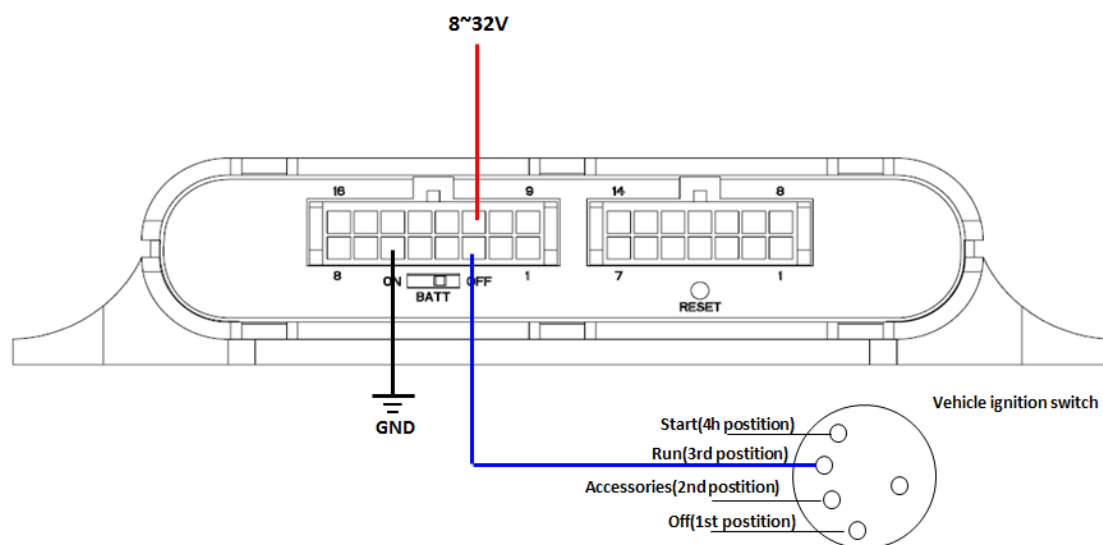 8~32V
16
9
14
8
8
ON
OFF
1
BATT
7
1
RESET
GND
Vehicle ignition switch
Start(4h postition)
Run(3rd postition)
Accessories(2nd postition)
Off(1st postition)